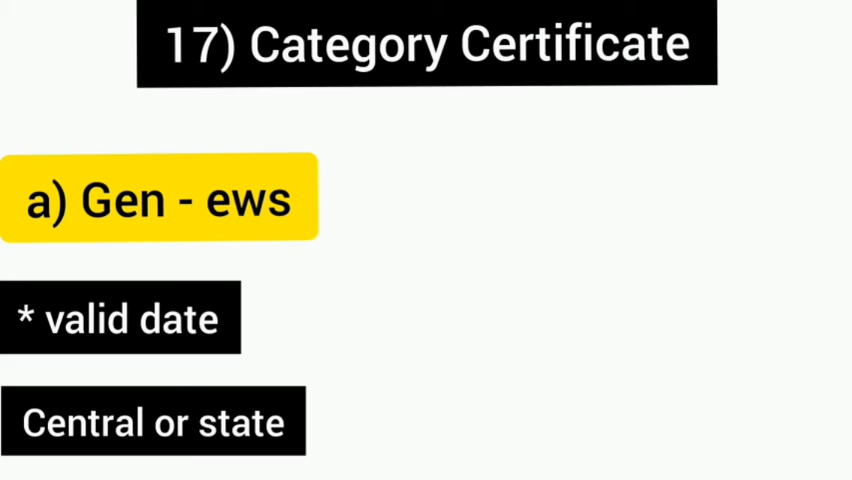 17) Category Certificate
a) Gen - ews
* valid date
Central or state